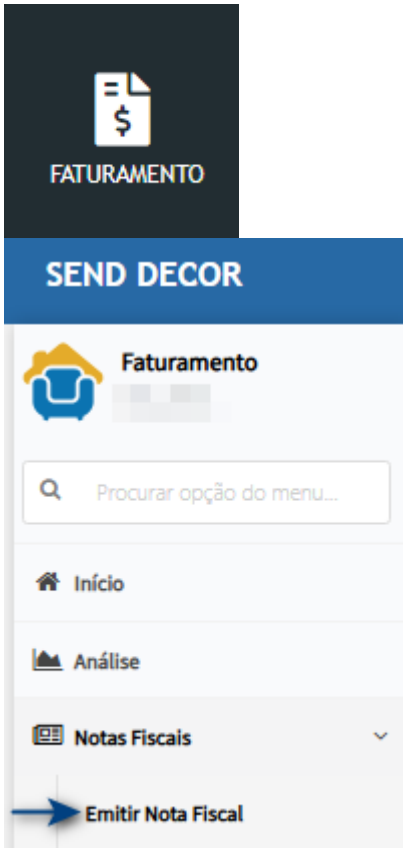 FATURAMENTO
SEND DECOR
Faturamento
Procurar opção do menu...
Início
Análise
Notas Fiscais
Emitir Nota Fiscal